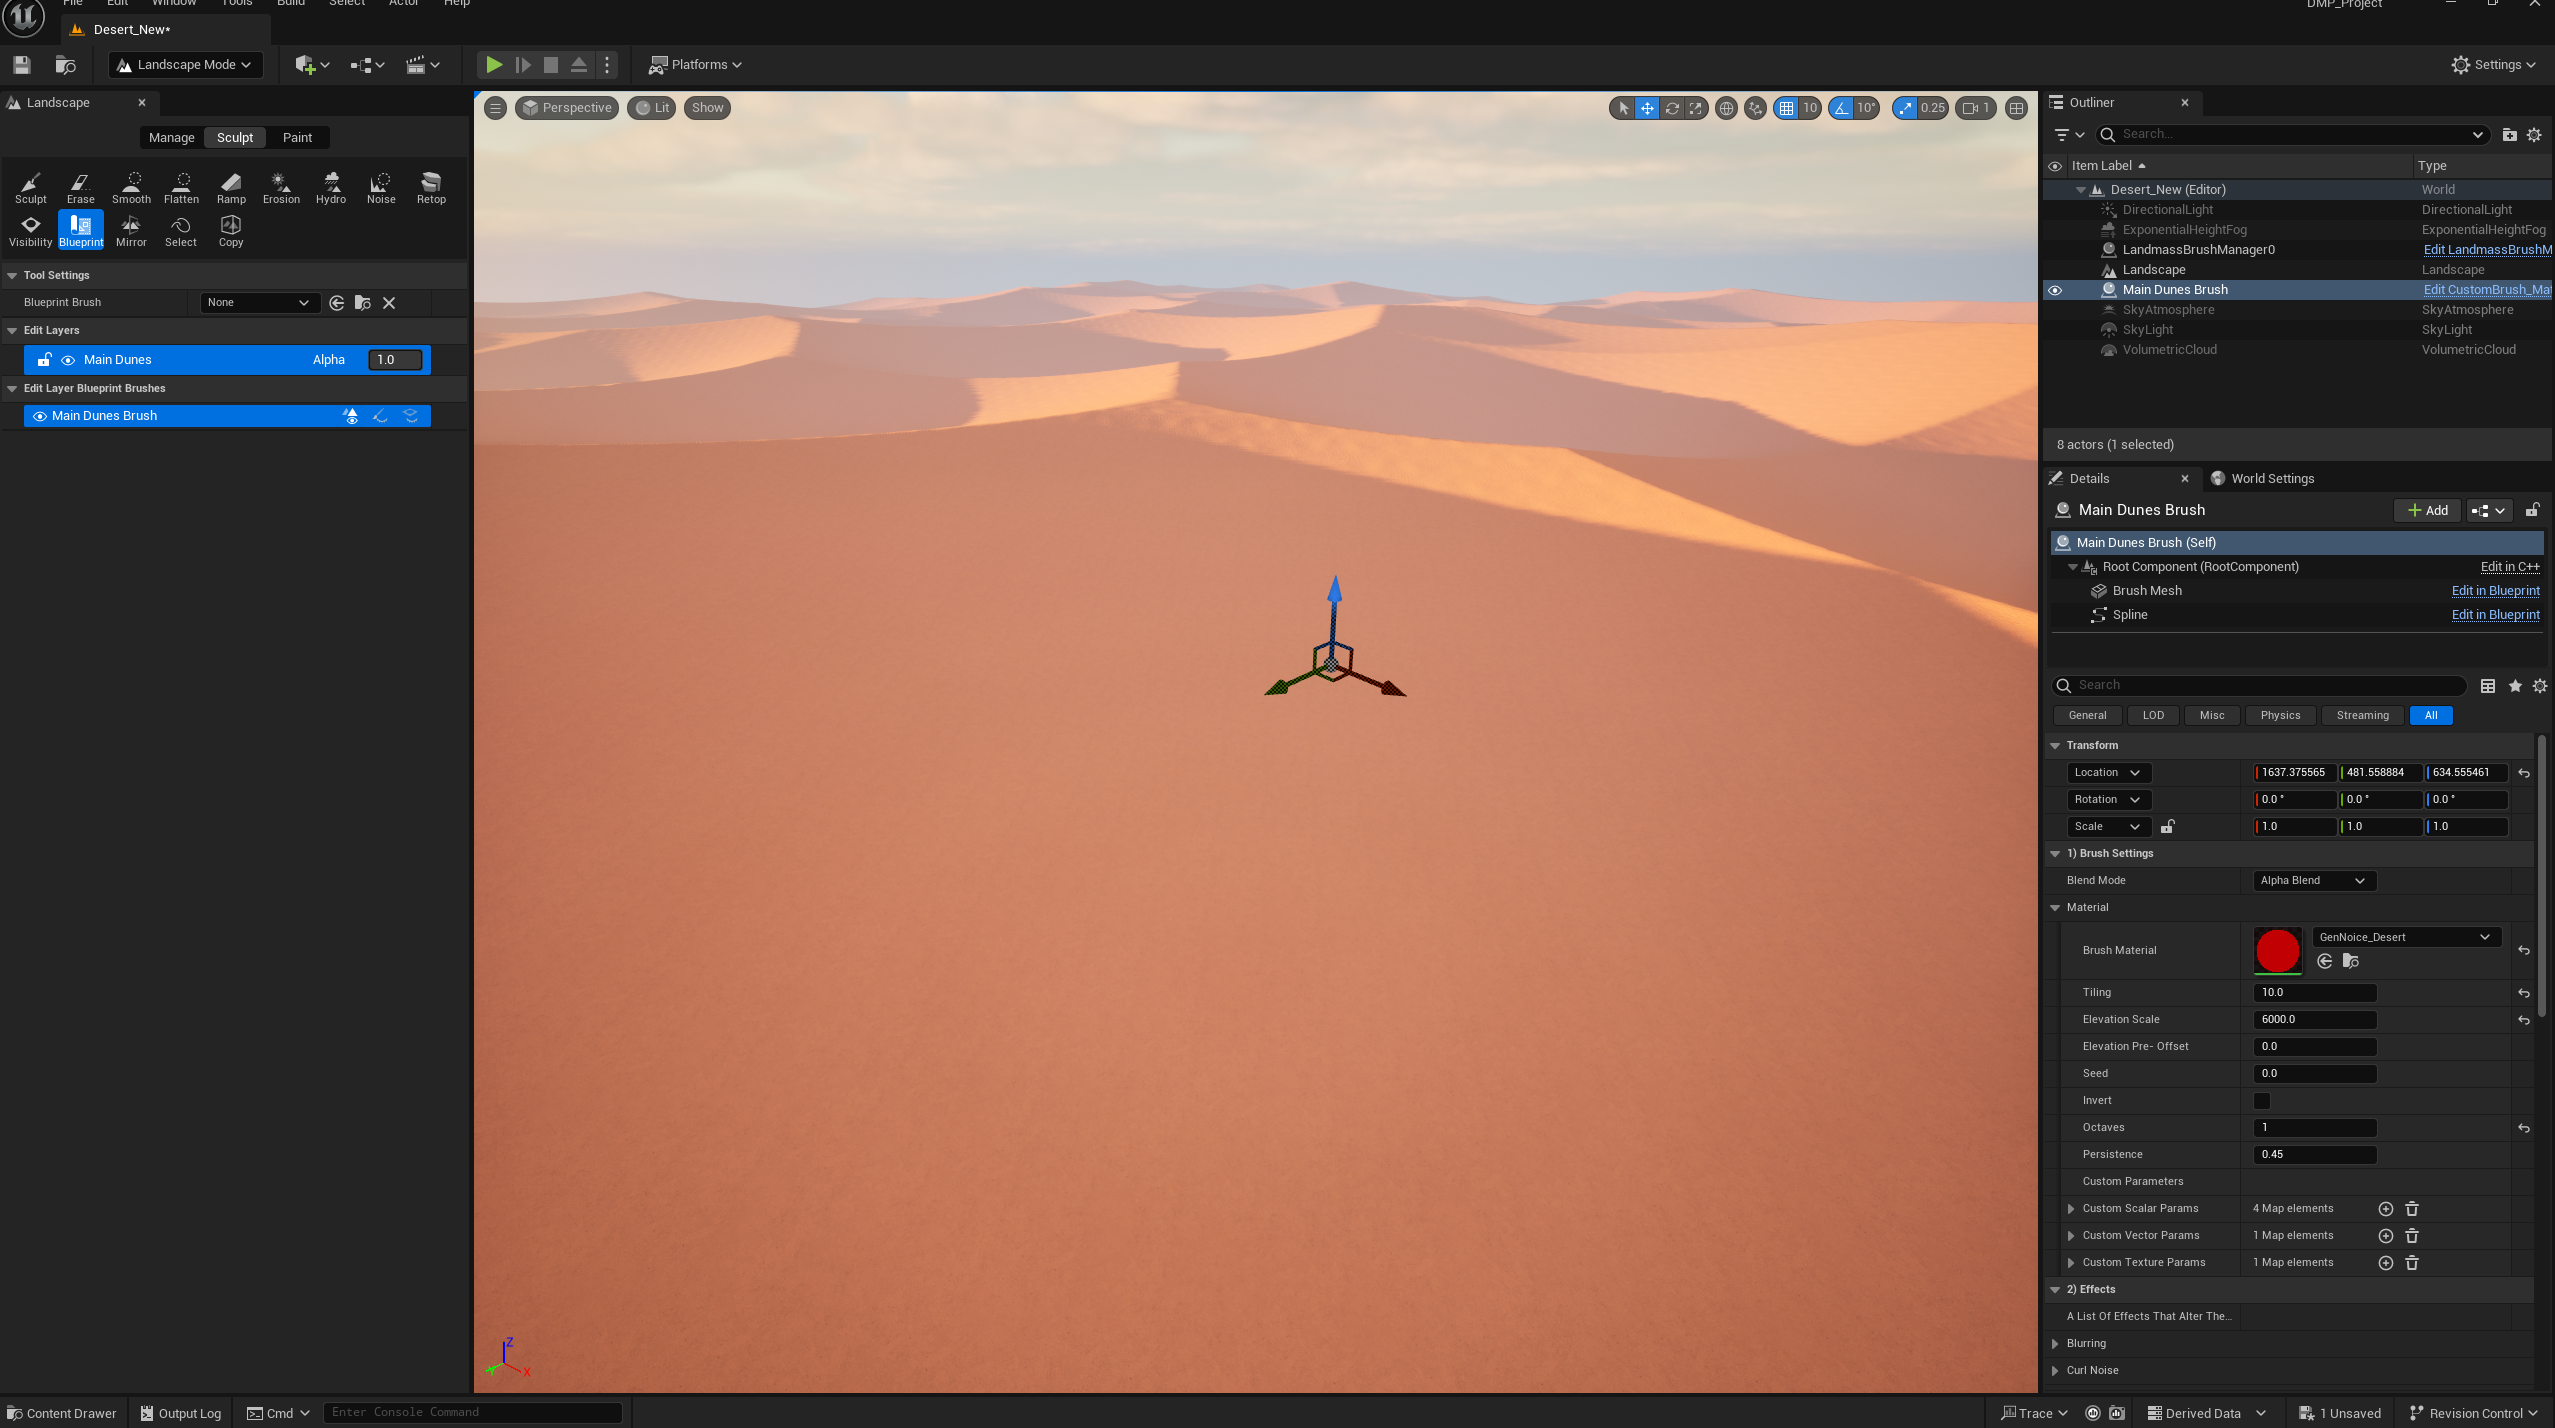 File Edit Window Tools Build Select Actor Help
DMP_Project
Desert_New*
Landscape Mode
Platforms
Settings
Landscape
Manage Sculpt Paint
Sculpt Erase Smooth Flatten Ramp Erosion Hydro Noise Retop
Visibility Blueprint Mirror Select Copy
Tool Settings
Blueprint Brush None
Edit Layers
Main Dunes Alpha 1.0
Edit Layer Blueprint Brushes
Main Dunes Brush
Perspective Lit Show
10 10° 0.25 1
Z
Y X
Outliner
Search...
Item Label Type
Desert_New (Editor) World
DirectionalLight DirectionalLight
ExponentialHeightFog ExponentialHeightFog
LandmassBrushManager0 Edit LandmassBrushM
Landscape Landscape
Main Dunes Brush Edit CustomBrush_Mat
SkyAtmosphere SkyAtmosphere
SkyLight SkyLight
VolumetricCloud VolumetricCloud
8 actors (1 selected)
Details World Settings
Main Dunes Brush Add
Main Dunes Brush (Self)
Root Component (RootComponent) Edit in C++
Brush Mesh Edit in Blueprint
Spline Edit in Blueprint
Search
General LOD Misc Physics Streaming All
Transform
Location 1637.375565 481.558884 634.555461
Rotation 0.0 ° 0.0 ° 0.0 °
Scale 1.0 1.0 1.0
1) Brush Settings
Blend Mode Alpha Blend
Material
Brush Material GenNoice_Desert
Tiling 10.0
Elevation Scale 6000.0
Elevation Pre- Offset 0.0
Seed 0.0
Invert
Octaves 1
Persistence 0.45
Custom Parameters
Custom Scalar Params 4 Map elements
Custom Vector Params 1 Map elements
Custom Texture Params 1 Map elements
2) Effects
A List Of Effects That Alter The...
Blurring
Curl Noise
Content Drawer Output Log Cmd Enter Console Command
Trace Derived Data 1 Unsaved Revision Control